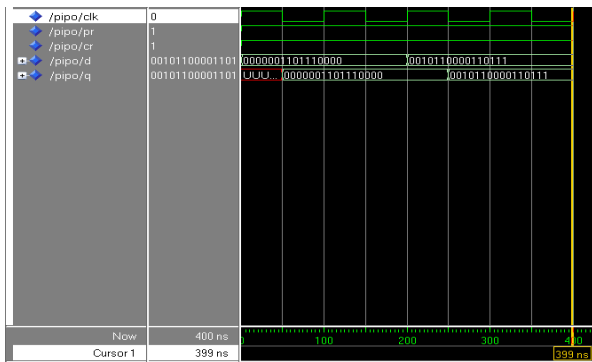 /pipo/clk 0
/pipo/pr 1
/pipo/cr 1
/pipo/d 00101100001101 0000001101110000 0010110000110111
/pipo/q 00101100001101 UUU... 0000001101110000 0010110000110111
Now 400 ns 100 200 300 400
Cursor 1 399 ns 399 ns